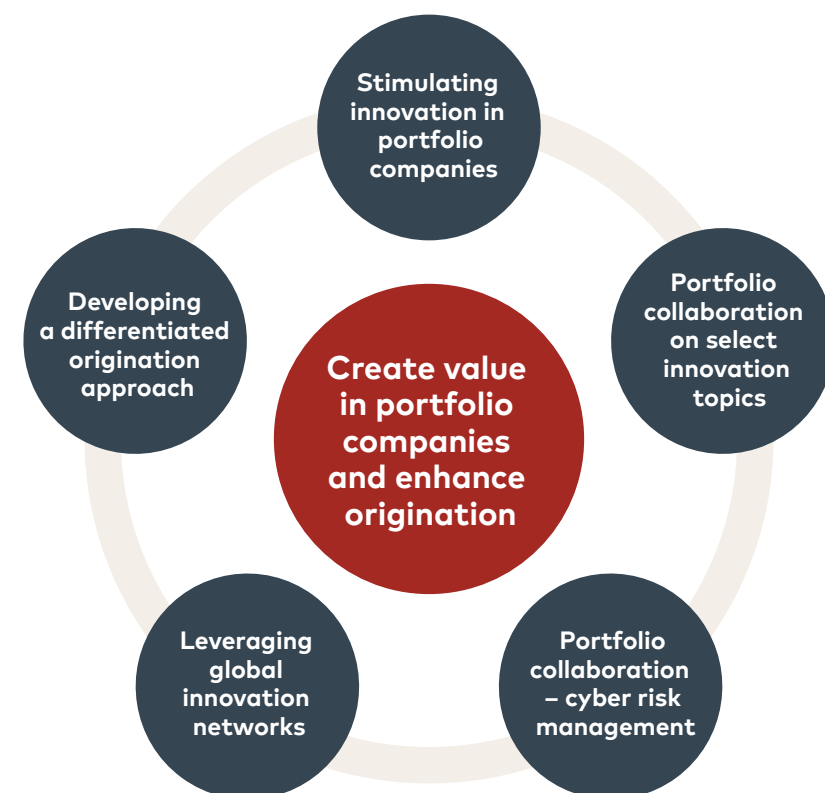 Stimulating
innovation in
portfolio
companies
Portfolio
collaboration
on select
innovation
topics
Developing
a differentiated
origination
approach
Create value
in portfolio
companies
and enhance
origination
Leveraging
global
innovation
networks
Portfolio
collaboration
– cyber risk
management